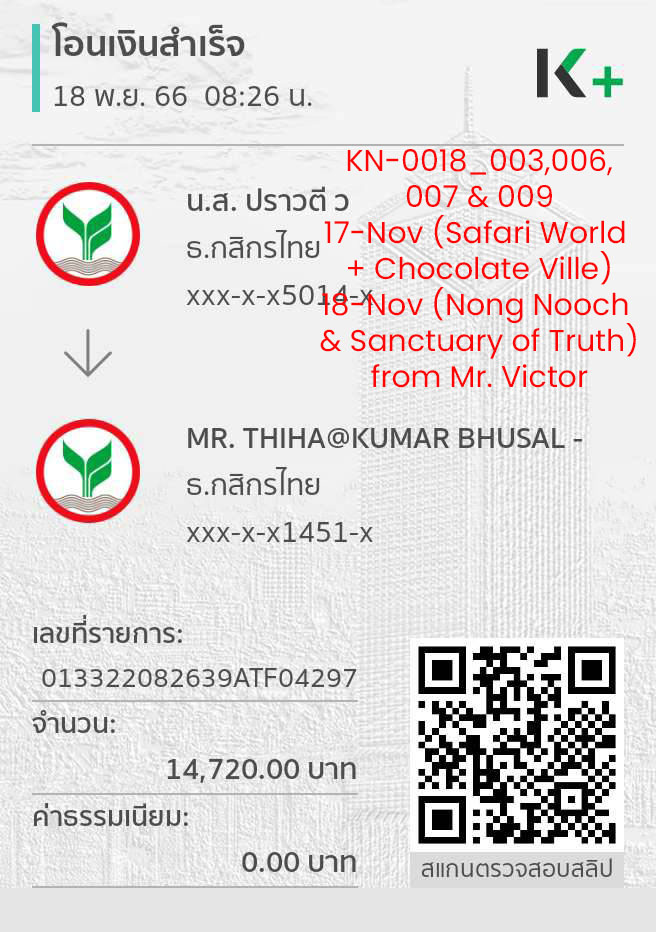 โอนเงินสำเร็จ
18 พ.ย. 66 08:26 น.
K+
KN-0018_003,006,
007 & 009
17-Nov (Safari World
+ Chocolate Ville)
18-Nov (Nong Nooch
& Sanctuary of Truth)
from Mr. Victor
น.ส. ปราวตี ว
ธ.กสิกรไทย
xxx-x-x5014-x
MR. THIHA@KUMAR BHUSAL -
ธ.กสิกรไทย
xxx-x-x1451-x
เลขที่รายการ:
013322082639ATF04297
จำนวน:
14,720.00 บาท
ค่าธรรมเนียม:
0.00 บาท
สแกนตรวจสอบสลิป